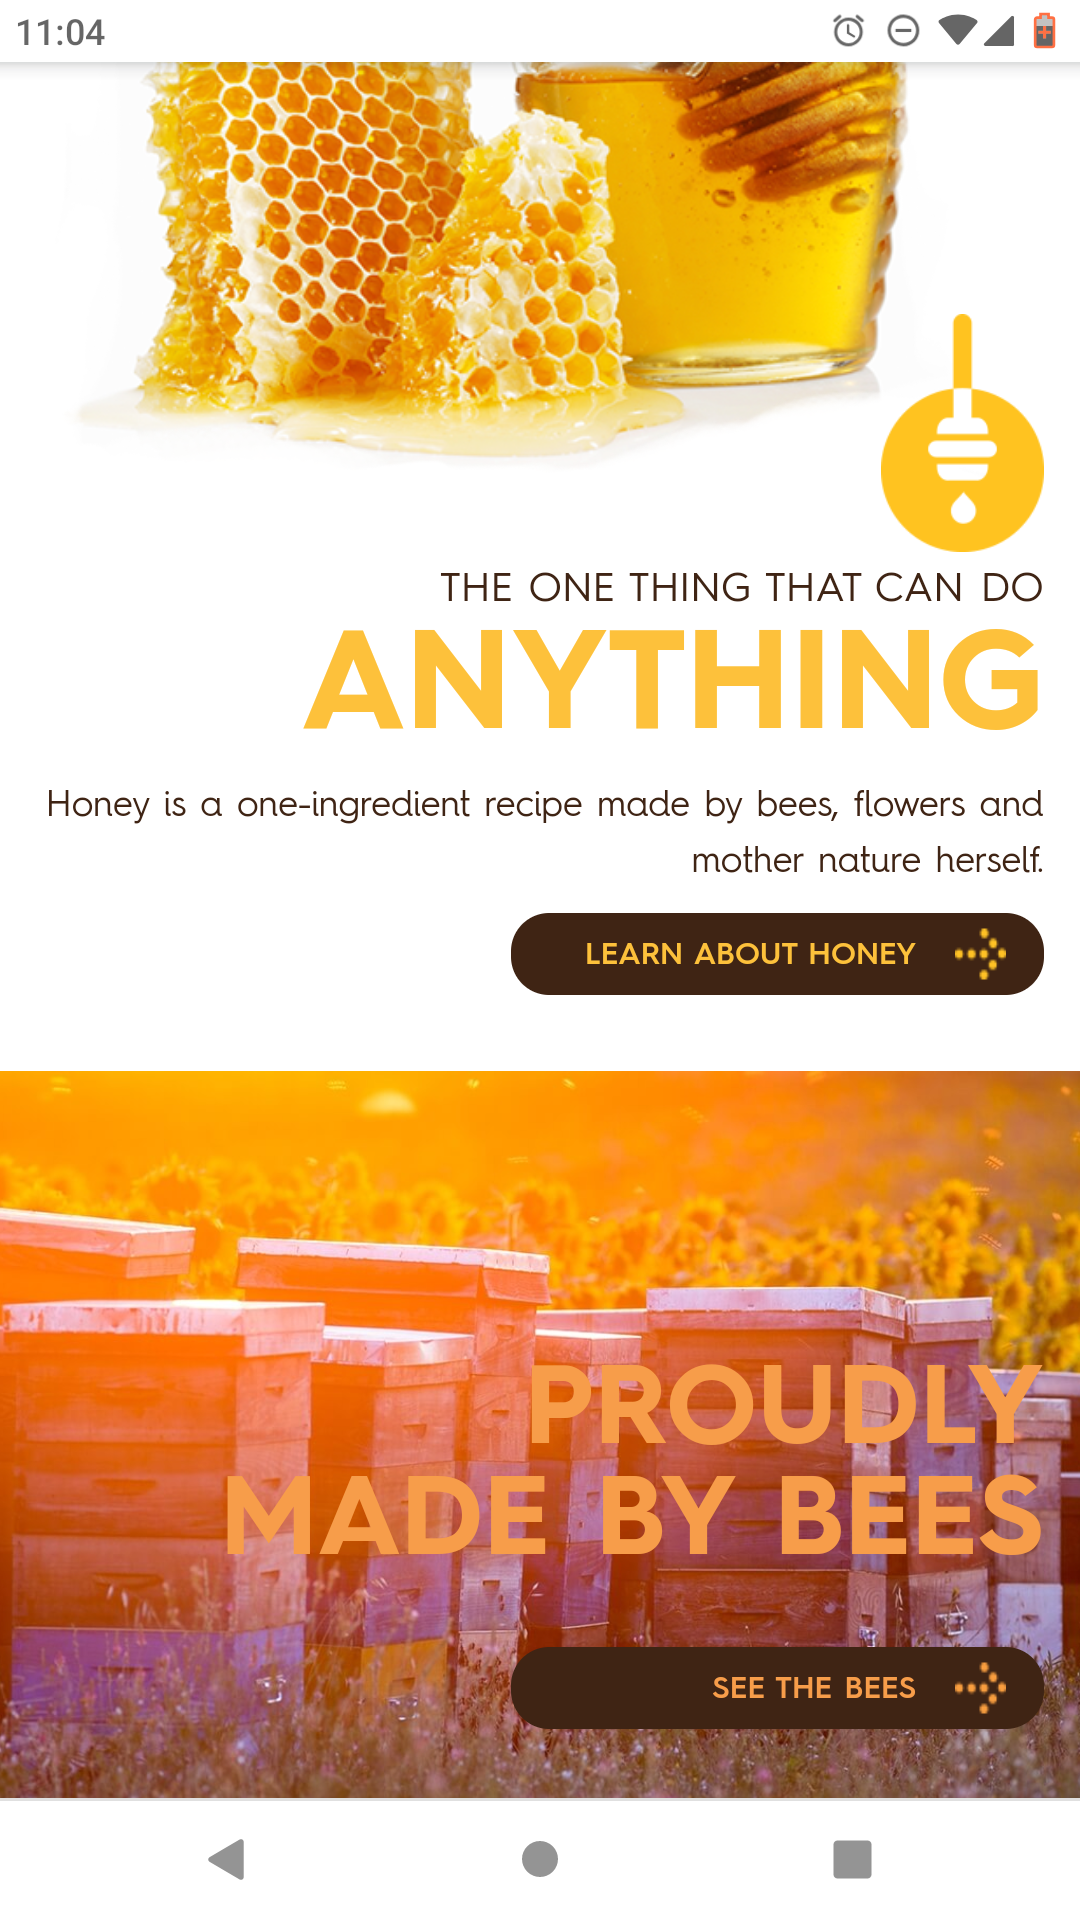 11:04
THE ONE THING THAT CAN DO
ANYTHING
Honey is a one-ingredient recipe made by bees, flowers and
mother nature herself.
LEARN ABOUT HONEY
PROUDLY
MADE BY BEES
SEE THE BEES